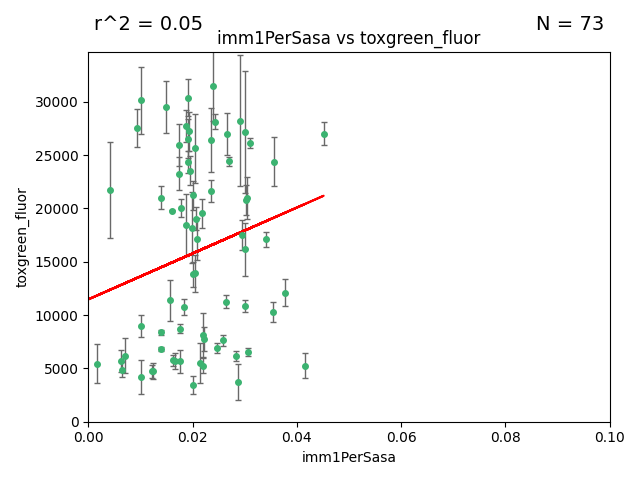 r^2 = 0.05
N = 73
imm1PerSasa vs toxgreen_fluor
toxgreen_fluor
30000
25000
20000
15000
10000
5000
0
0.00
0.02
0.04
0.06
0.08
0.10
imm1PerSasa